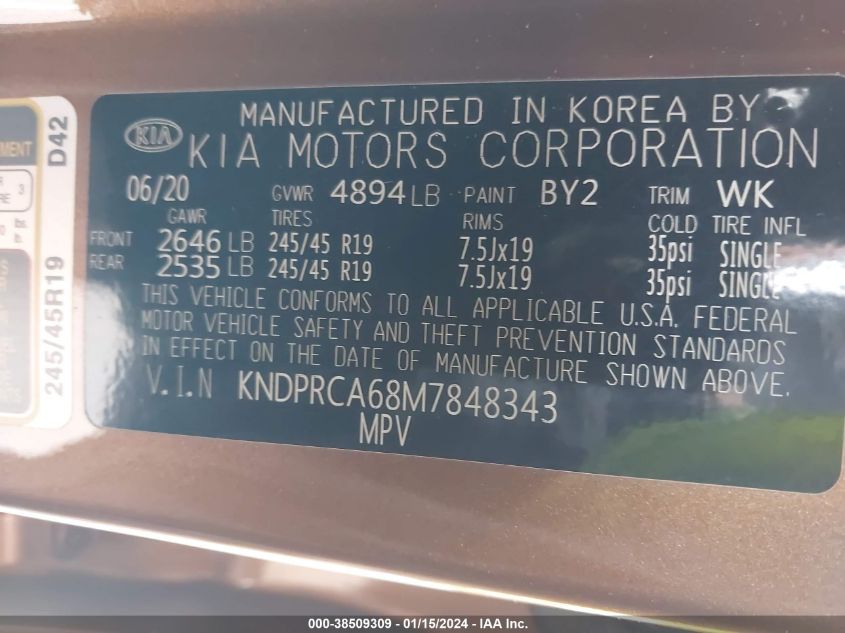 MANUFACTURED IN KOREA BY
KIA KIA MOTORS CORPORATION
06/20 GVWR 4894 LB PAINT BY2 TRIM WK
GAWR TIRES RIMS COLD TIRE INFL
FRONT 2646 LB 245/45 R19 7.5Jx19 35psi SINGLE
REAR 2535 LB 245/45 R19 7.5Jx19 35psi SINGLE
THIS VEHICLE CONFORMS TO ALL APPLICABLE U.S.A. FEDERAL
MOTOR VEHICLE SAFETY AND THEFT PREVENTION STANDARDS
IN EFFECT ON THE DATE OF MANUFACTURE SHOWN ABOVE.
V.I.N KNDPRCA68M7848343
MPV
D42
245/45R19
3
lbs.
000-38509309 - 01/15/2024 - IAA Inc.